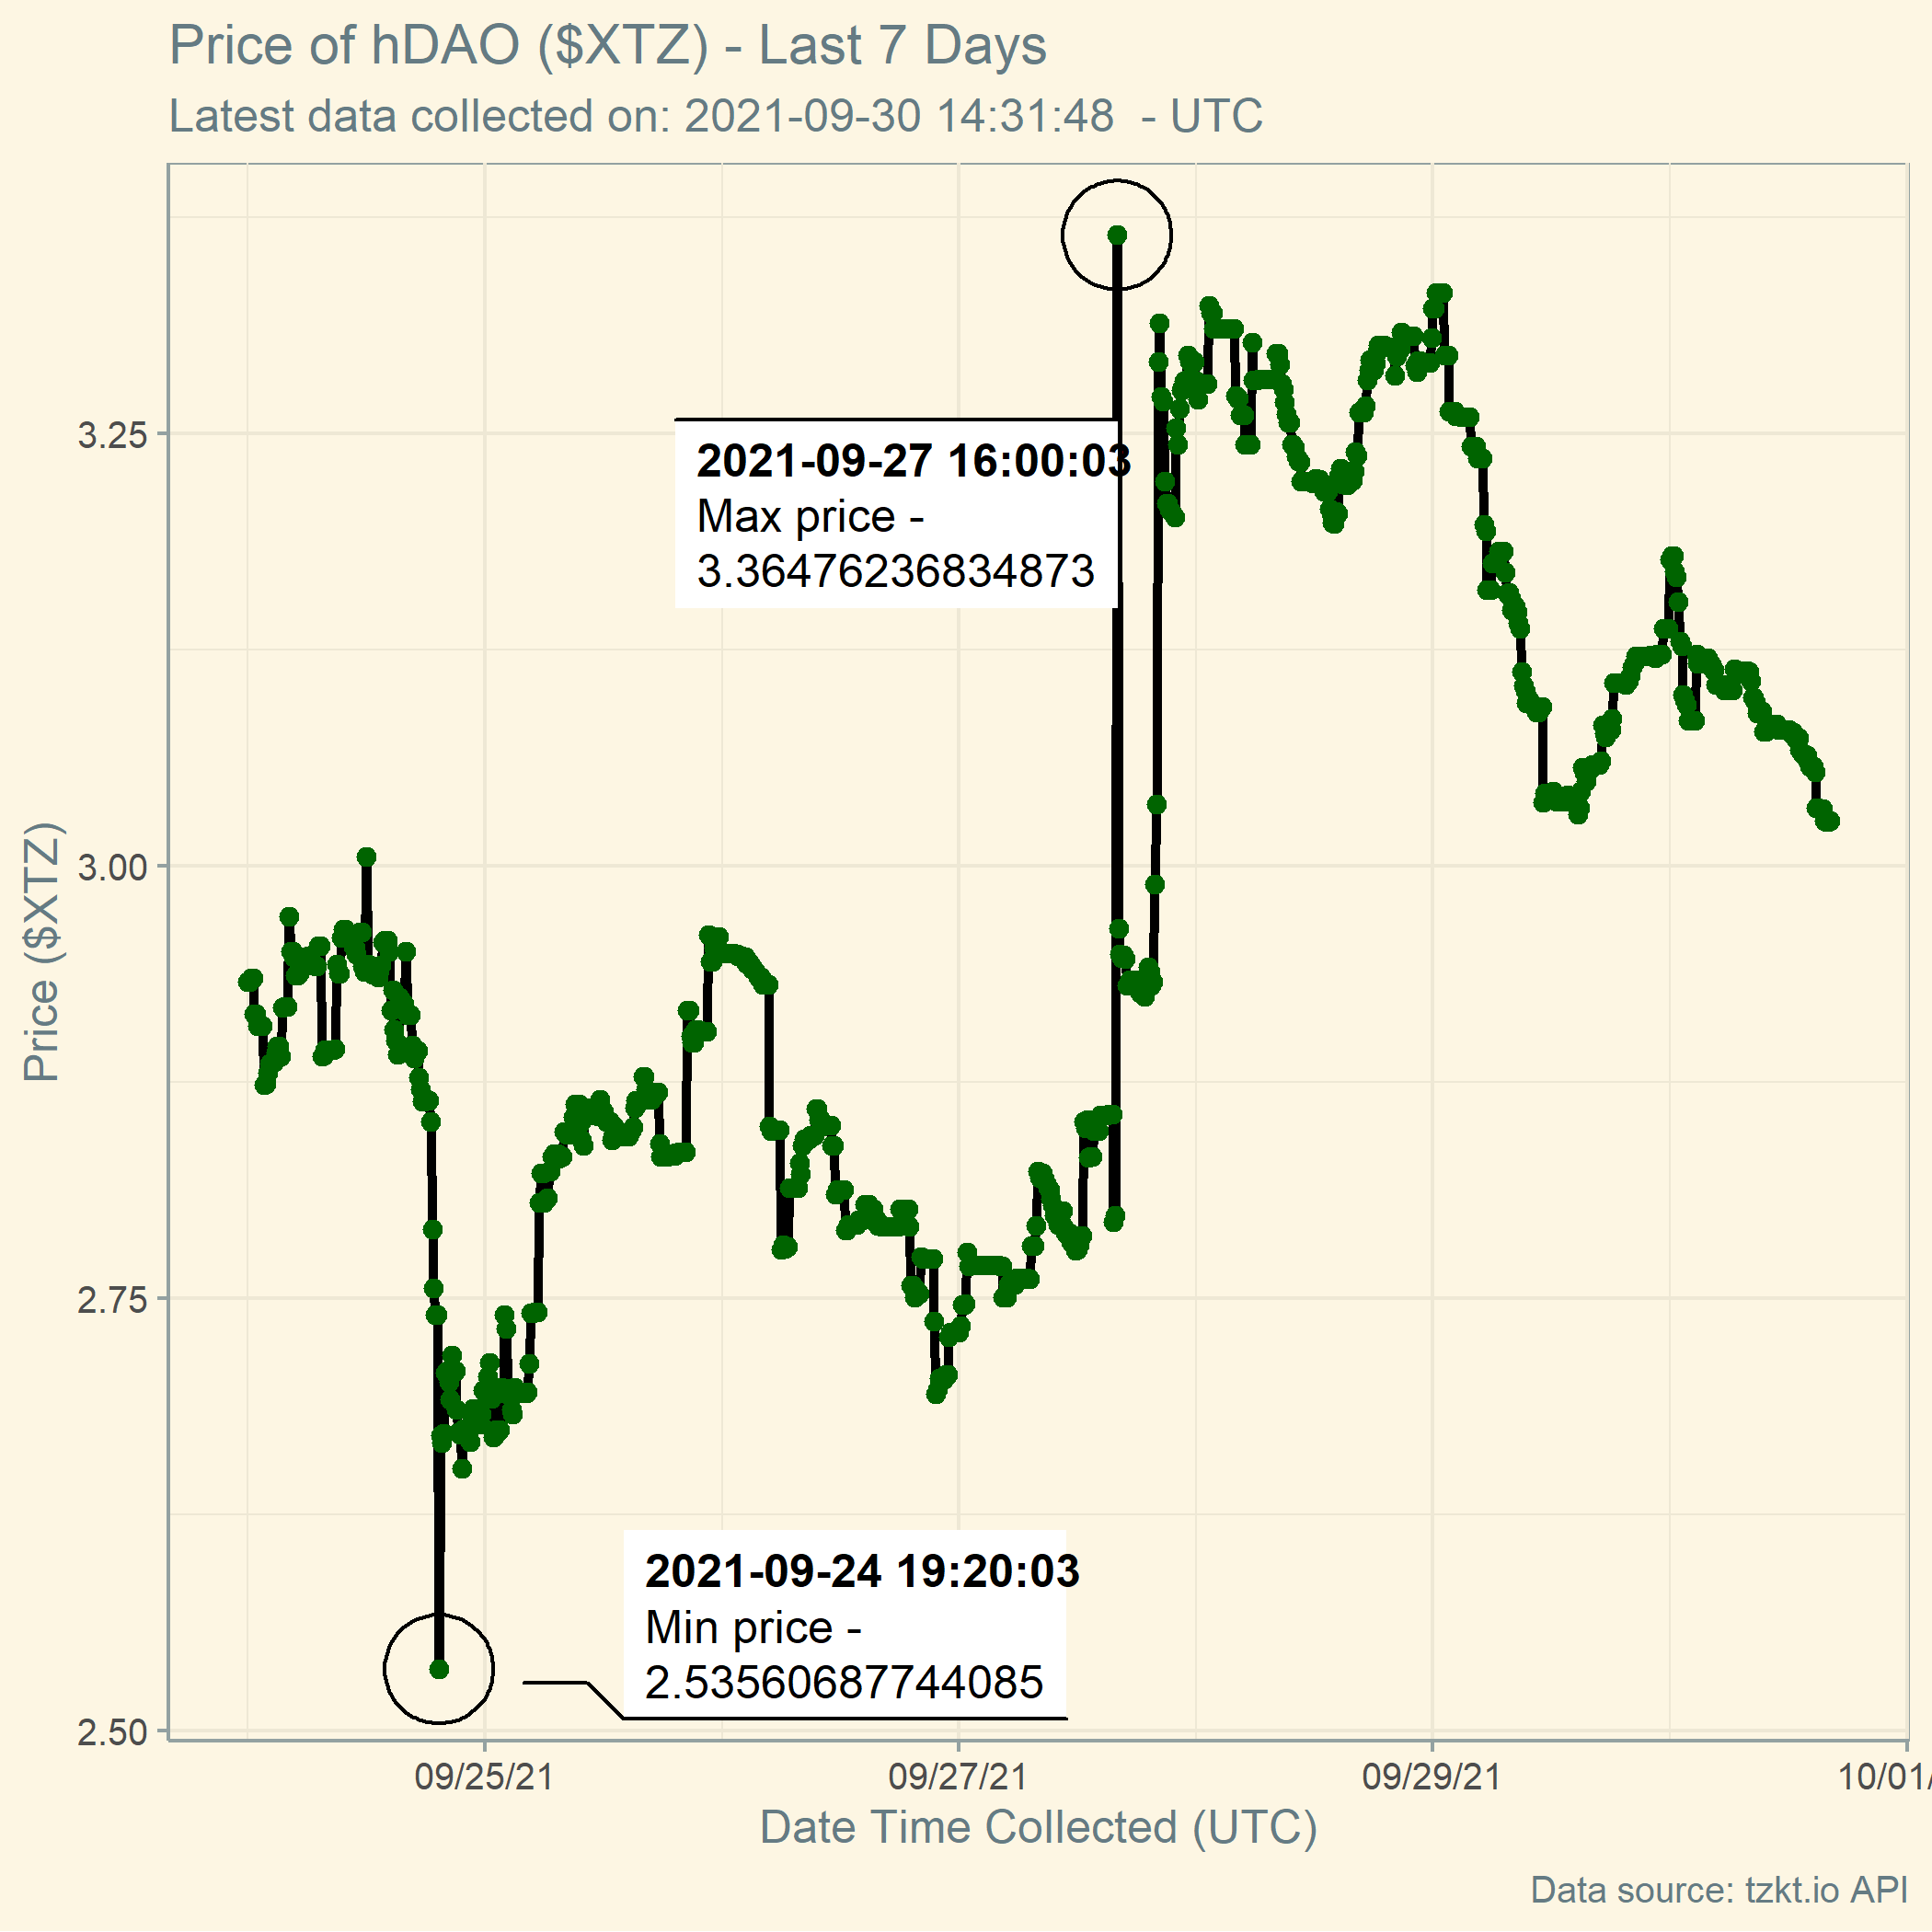 Price of hDAO ($XTZ) - Last 7 Days
Latest data collected on: 2021-09-30 14:31:48  - UTC
2021-09-27 16:00:03
Max price -
3.36476236834873
3.25
3.00
Price ($XTZ)
2.75
2021-09-24 19:20:03
Min price -
2.53560687744085
2.50
09/25/21
09/27/21
09/29/21
10/01/
Date Time Collected (UTC)
Data source: tzkt.io API